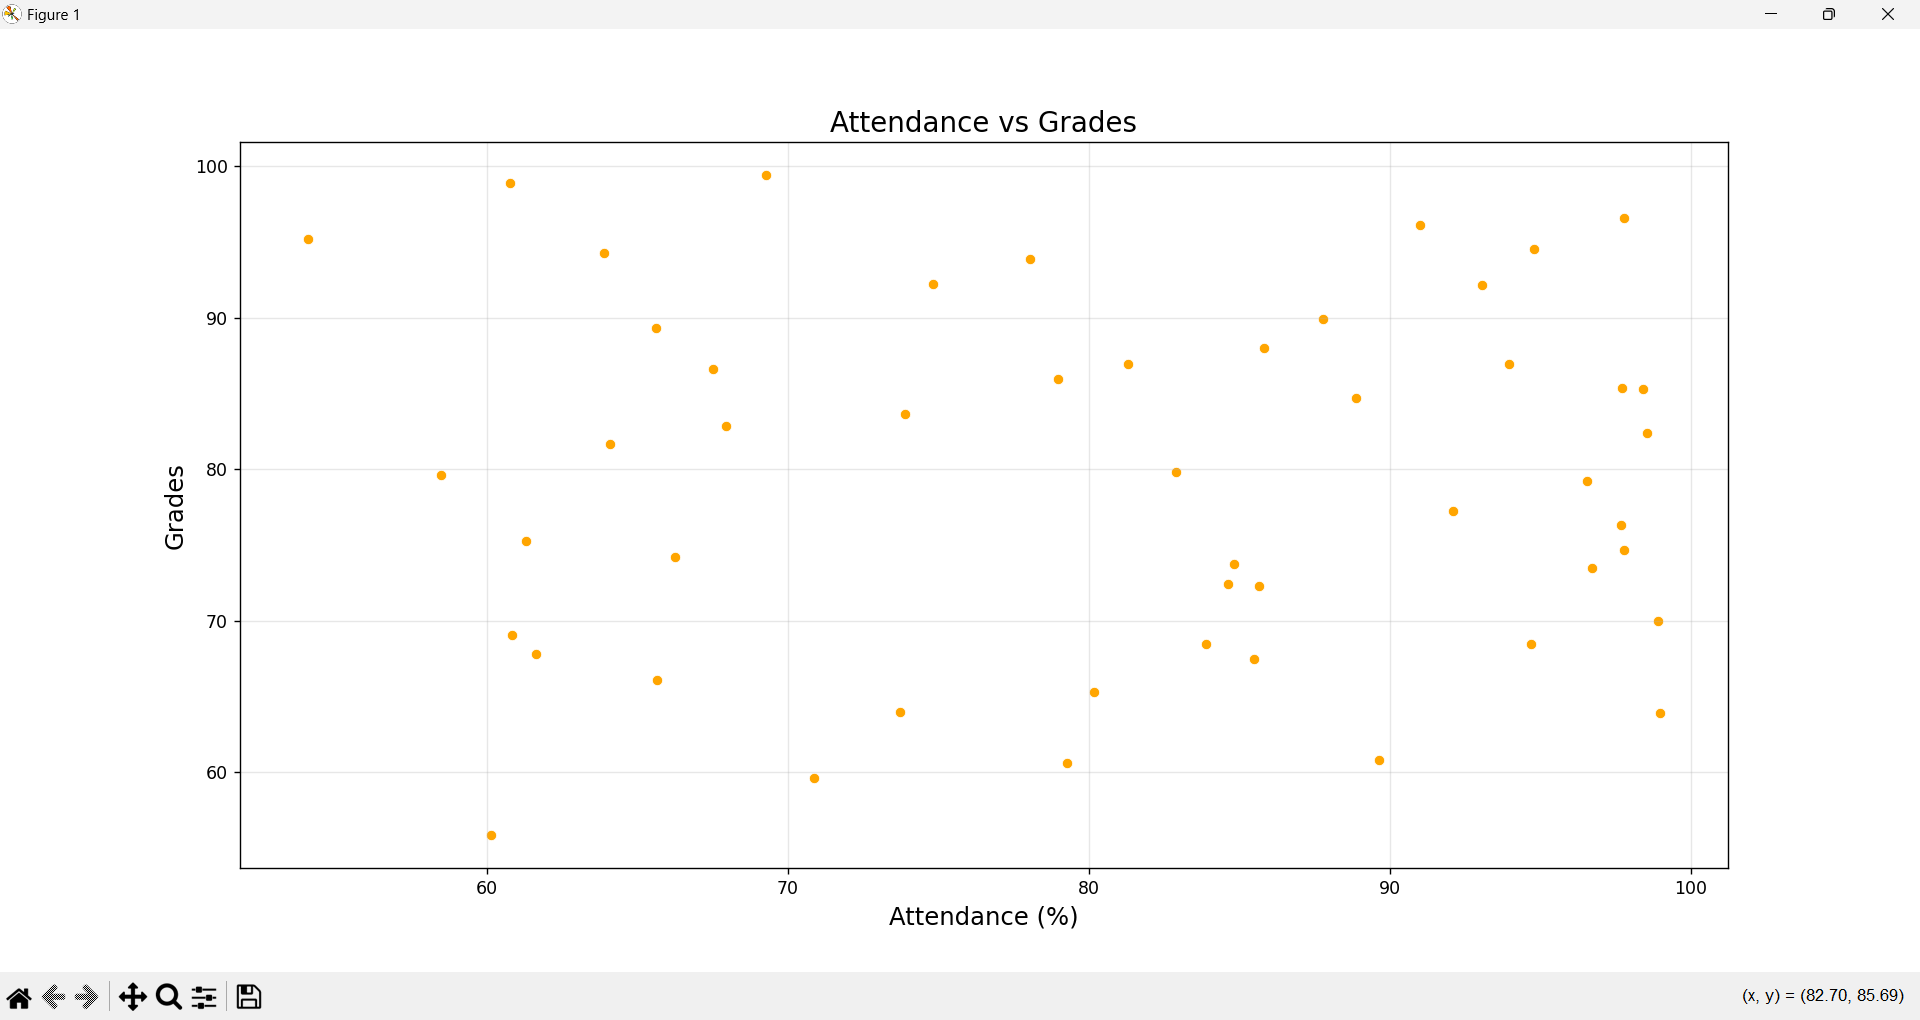 Figure 1
Attendance vs Grades
100
90
80
70
60
Grades
60 70 80 90 100
Attendance (%)
(x, y) = (82.70, 85.69)